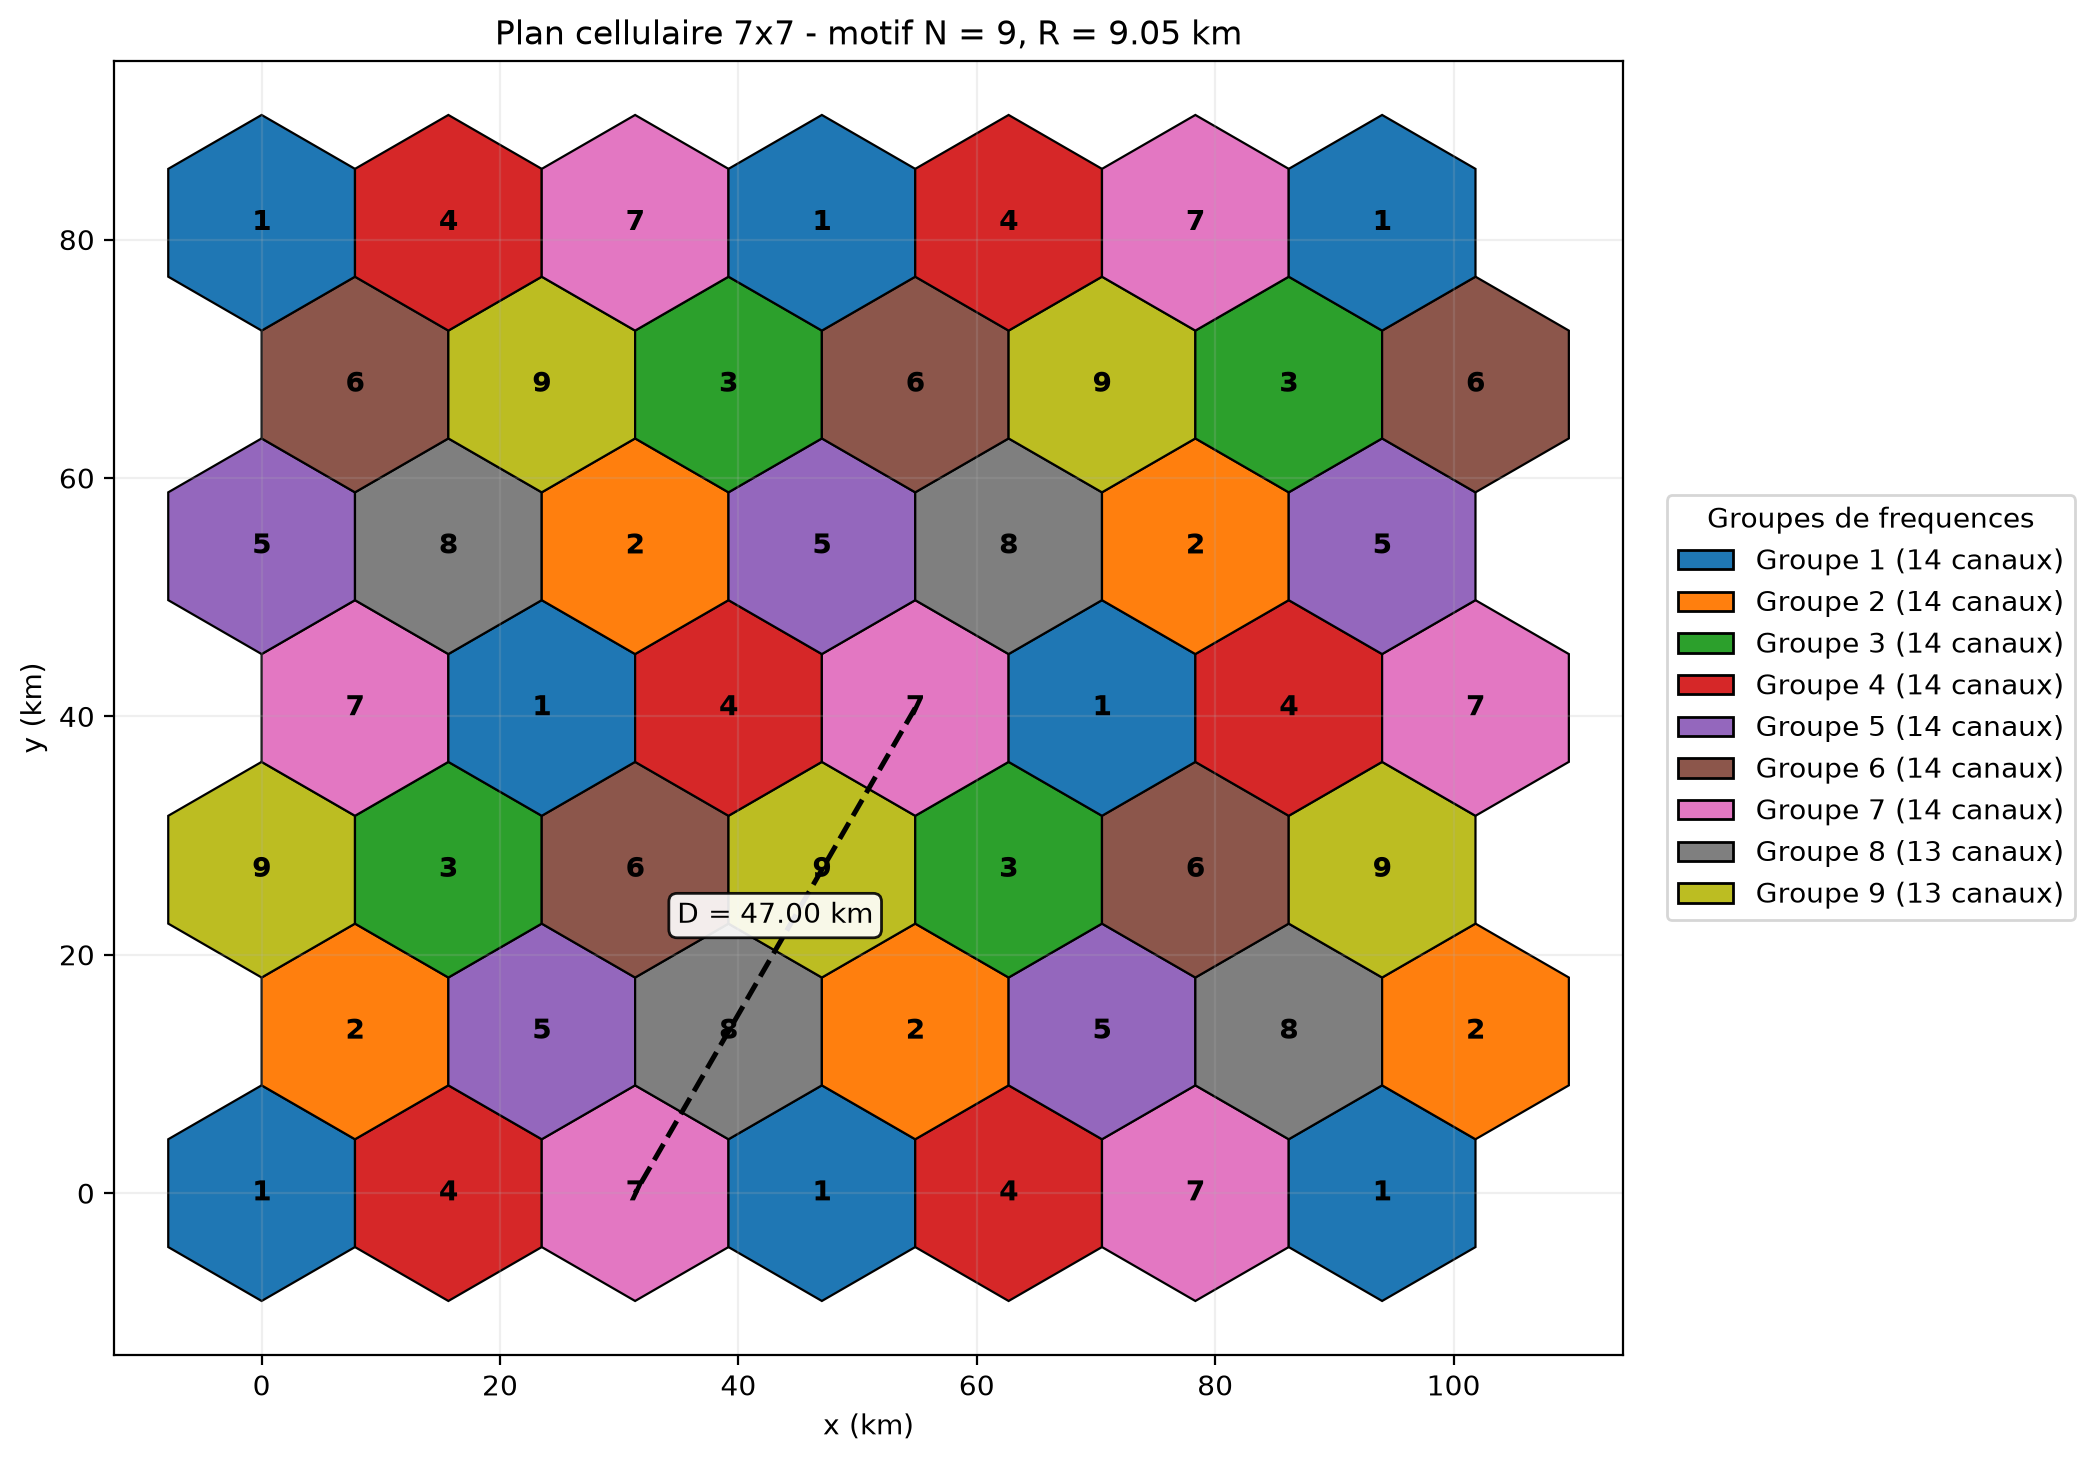 Plan cellulaire 7x7 - motif N = 9, R = 9.05 km
y (km)
80
60
40
20
0
1 4 7 1 4 7 1
6 9 3 6 9 3 6
5 8 2 5 8 2 5
7 1 4 7 1 4 7
9 3 6 9 3 6 9
D = 47.00 km
2 5 8 2 5 8 2
1 4 7 1 4 7 1
0 20 40 60 80 100
x (km)
Groupes de frequences
Groupe 1 (14 canaux)
Groupe 2 (14 canaux)
Groupe 3 (14 canaux)
Groupe 4 (14 canaux)
Groupe 5 (14 canaux)
Groupe 6 (14 canaux)
Groupe 7 (14 canaux)
Groupe 8 (13 canaux)
Groupe 9 (13 canaux)